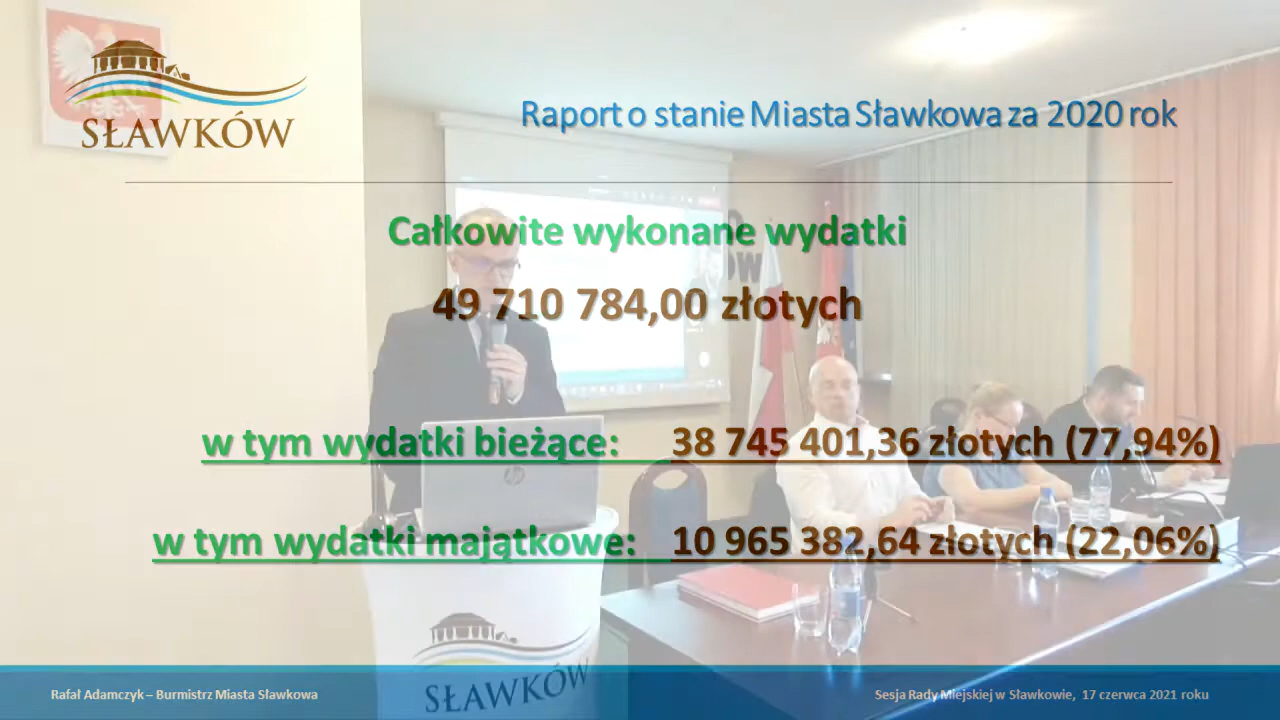 SŁAWKÓW
Raport o stanie Miasta Sławkowa za 2020 rok
Całkowite wykonane wydatki
49 710 784,00 złotych
w tym wydatki bieżące: 38 745 401,36 złotych (77,94%)
w tym wydatki majątkowe: 10 965 382,64 złotych (22,06%)
hp
SŁAWKÓW
Rafał Adamczyk – Burmistrz Miasta Sławkowa
Sesja Rady Miejskiej w Sławkowie, 17 czerwca 2021 roku